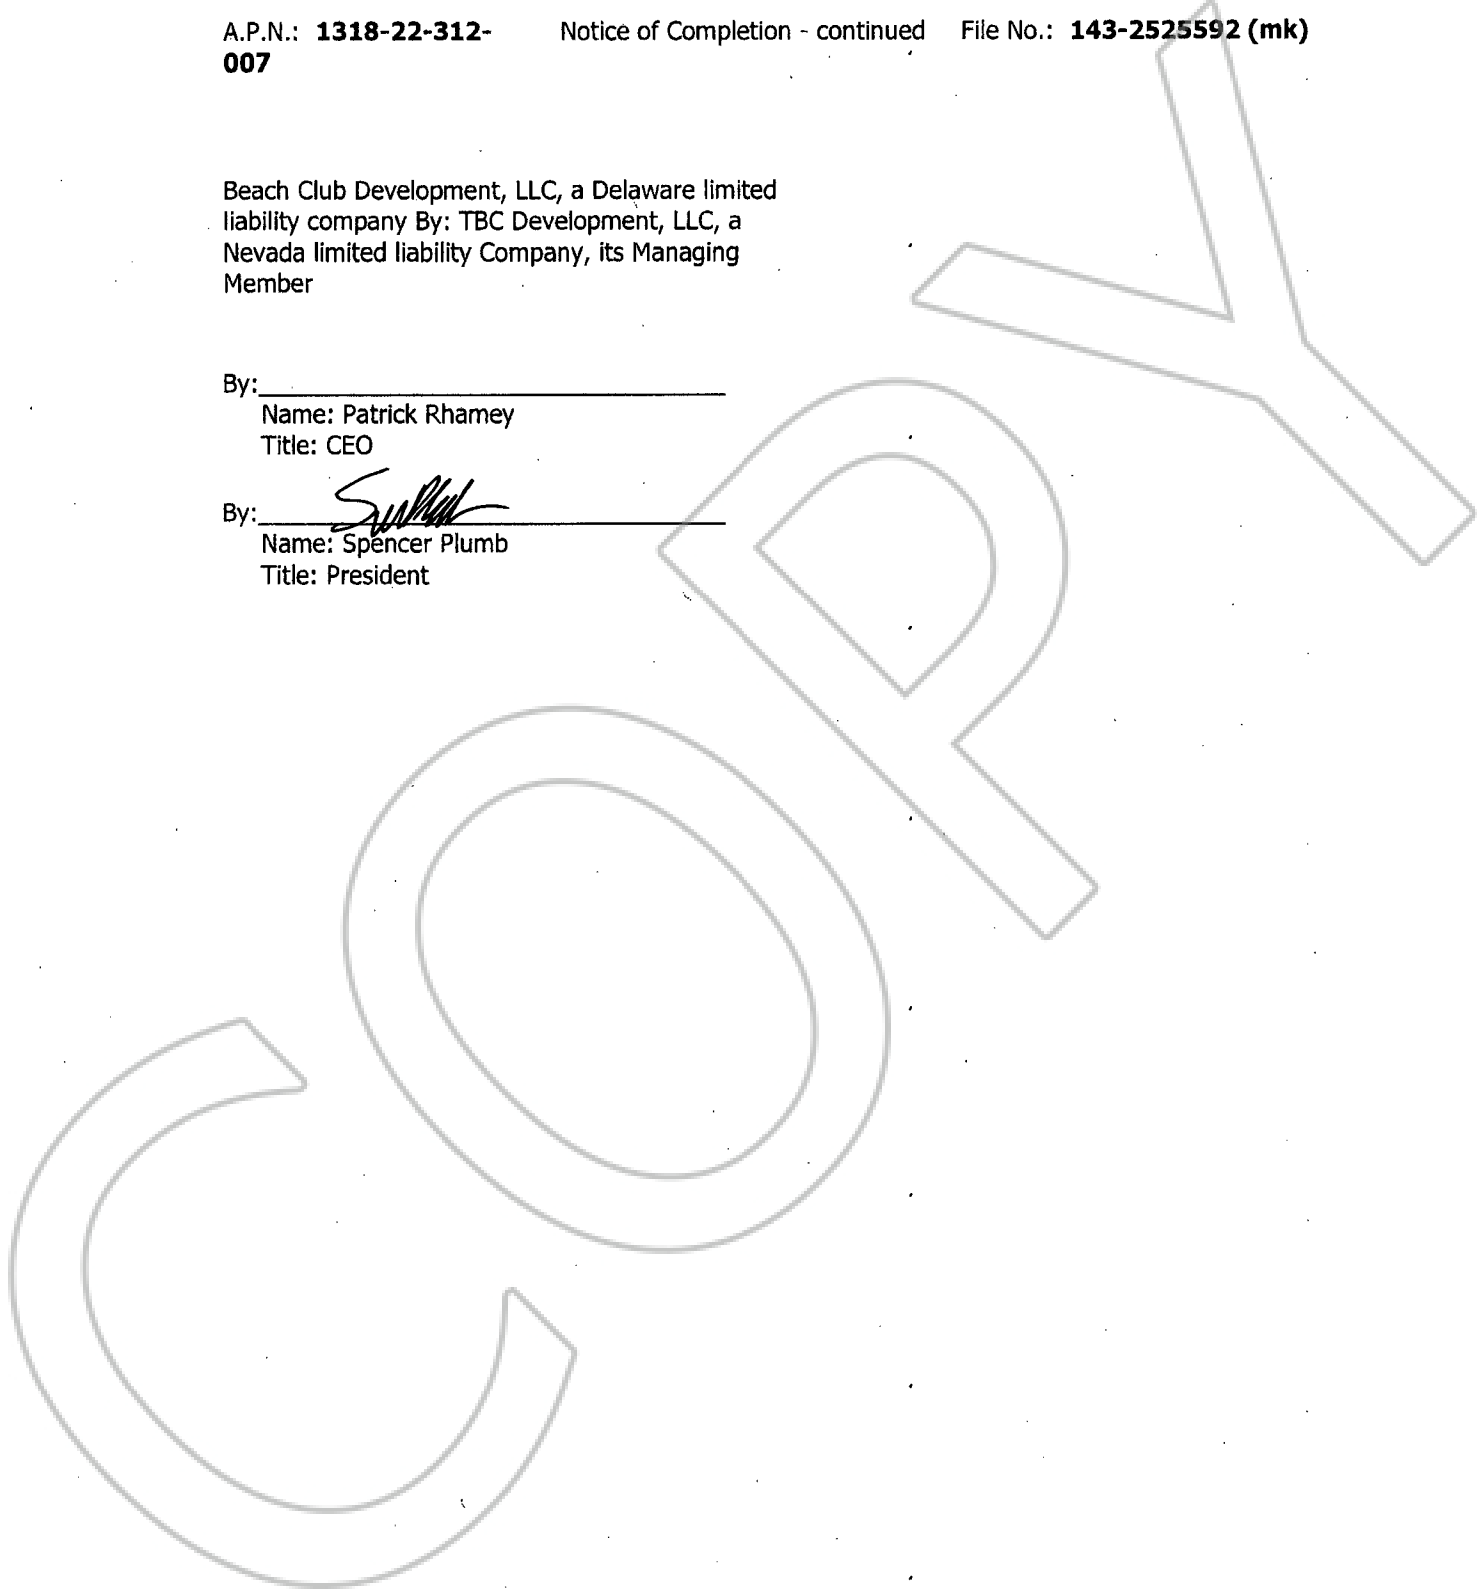 A.P.N.: 1318-22-312-007 Notice of Completion - continued File No.: 143-2525592 (mk)
Beach Club Development, LLC, a Delaware limited
liability company By: TBC Development, LLC, a
Nevada limited liability Company, its Managing
Member
By:
Name: Patrick Rhamey
Title: CEO
By:
Name: Spencer Plumb
Title: President
COPY